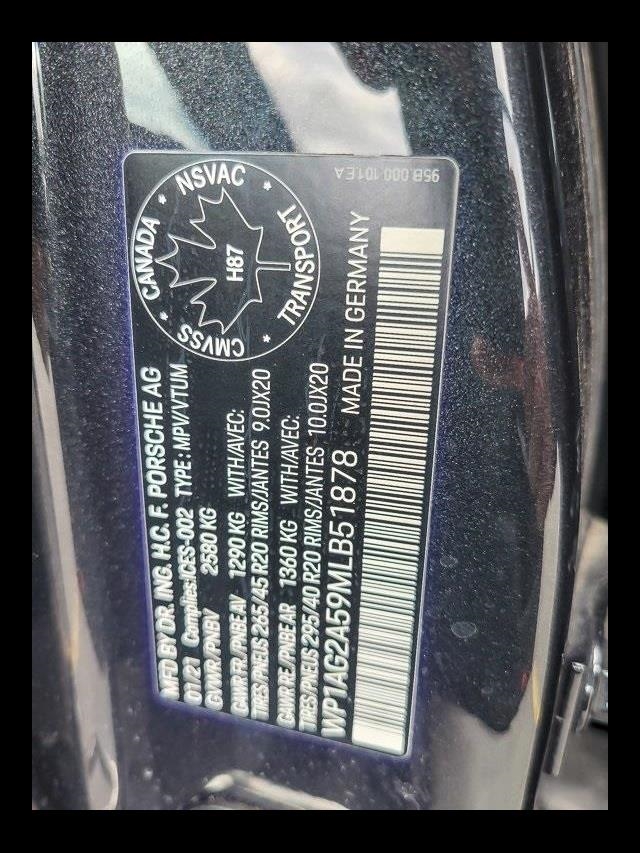 MFD BY DR. ING. H.C. F. PORSCHE AG
01/21 Complies:ICES-002 TYPE: MPV/VTUM
GVWR/PNBV 2580 KG
GAWR FR./PNBE AV 1290 KG WITH/AVEC:
TIRES/PNEUS 265/45 R20 RIMS/JANTES 9.0JX20
GAWR RE./PNBE AR 1360 KG WITH/AVEC:
TIRES/PNEUS 295/40 R20 RIMS/JANTES 10.0JX20
WP1AG2A59MLB51878 MADE IN GERMANY
CANADA
NSVAC
TRANSPORT
CMVSS
H87
95B.000.101.EA